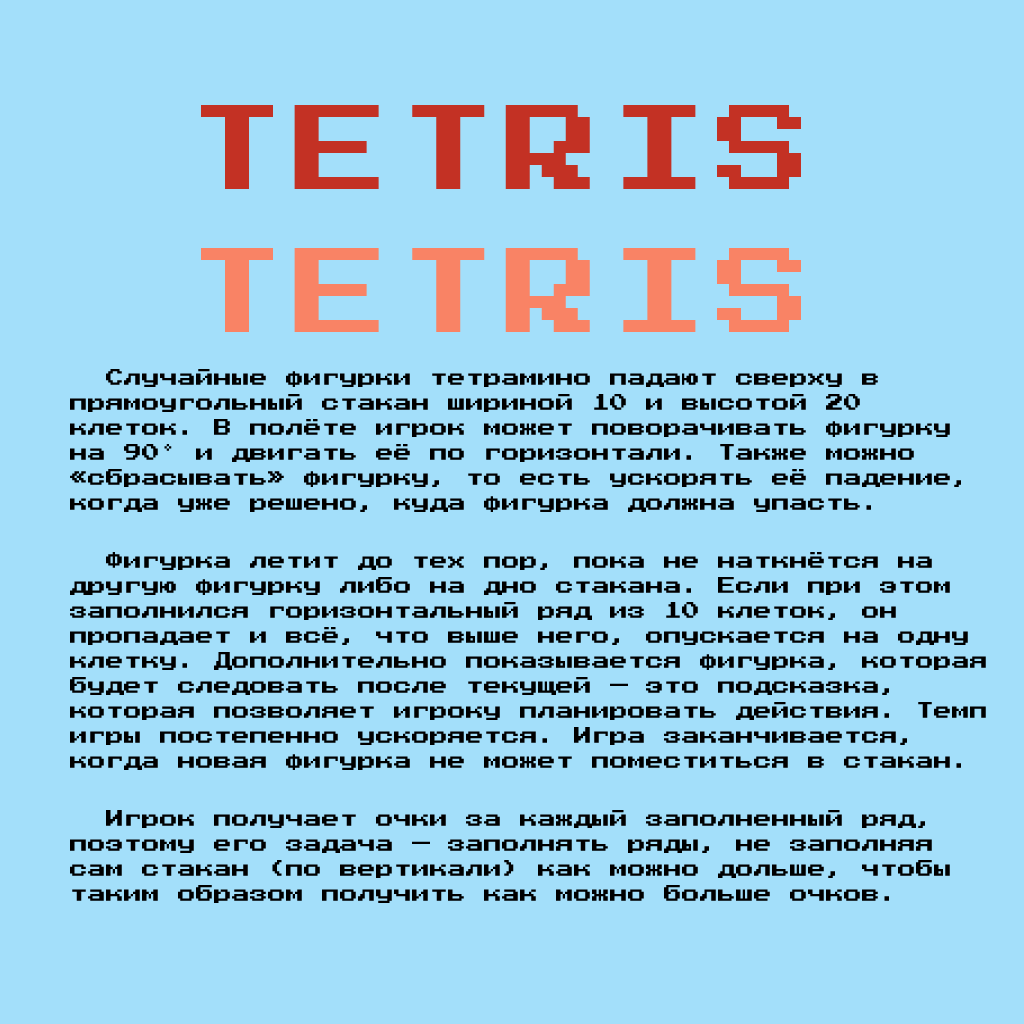 TETRIS
TETRIS
Случайные фигурки тетрамино падают сверху в
прямоугольный стакан шириной 10 и высотой 20
клеток. В полёте игрок может поворачивать фигурку
на 90° и двигать её по горизонтали. Также можно
«сбрасывать» фигурку, то есть ускорять её падение,
когда уже решено, куда фигурка должна упасть.
Фигурка летит до тех пор, пока не наткнётся на
другую фигурку либо на дно стакана. Если при этом
заполнился горизонтальный ряд из 10 клеток, он
пропадает и всё, что выше него, опускается на одну
клетку. Дополнительно показывается фигурка, которая
будет следовать после текущей — это подсказка,
которая позволяет игроку планировать действия. Темп
игры постепенно ускоряется. Игра заканчивается,
когда новая фигурка не может поместиться в стакан.
Игрок получает очки за каждый заполненный ряд,
поэтому его задача — заполнять ряды, не заполняя
сам стакан (по вертикали) как можно дольше, чтобы
таким образом получить как можно больше очков.